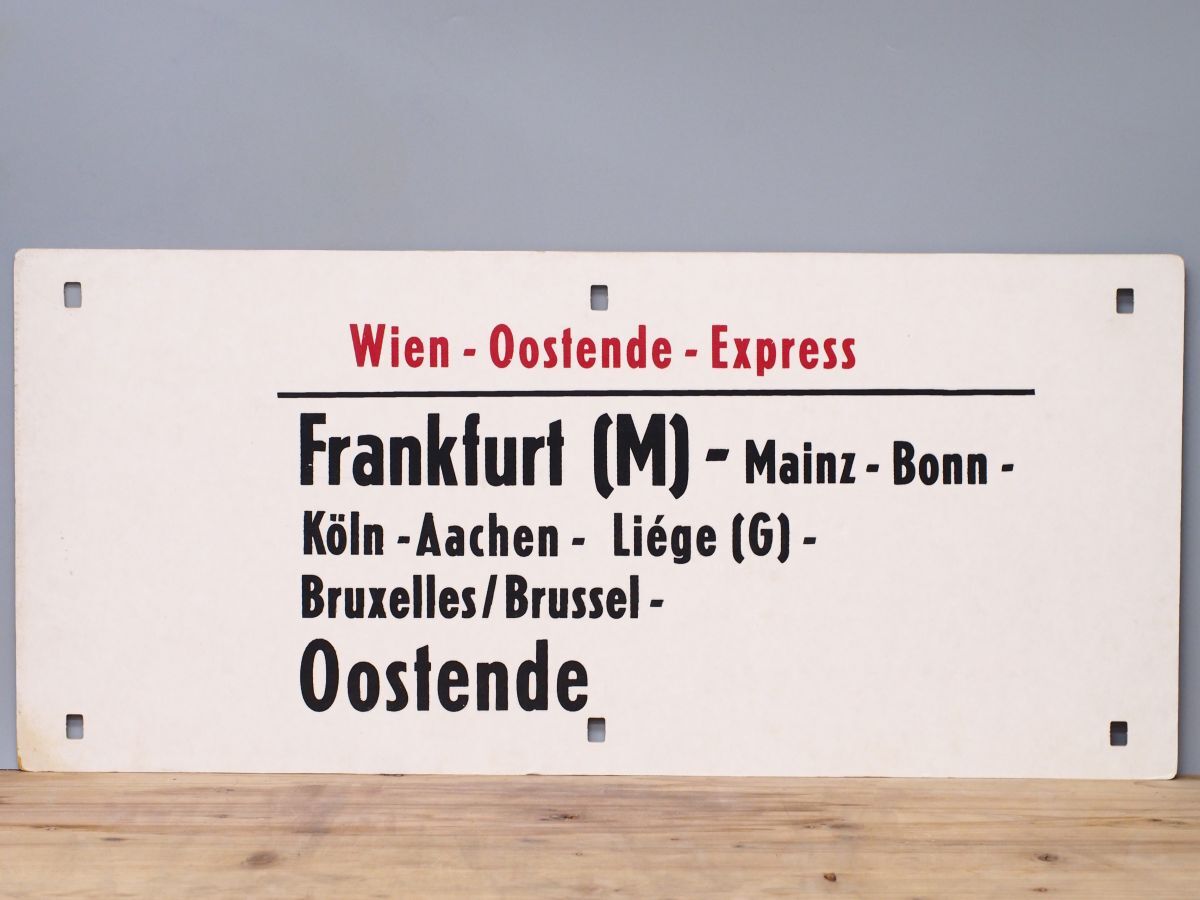 Wien - Oostende - Express
Frankfurt (M) - Mainz - Bonn -
Köln - Aachen - Liége (G) -
Bruxelles / Brussel -
Oostende